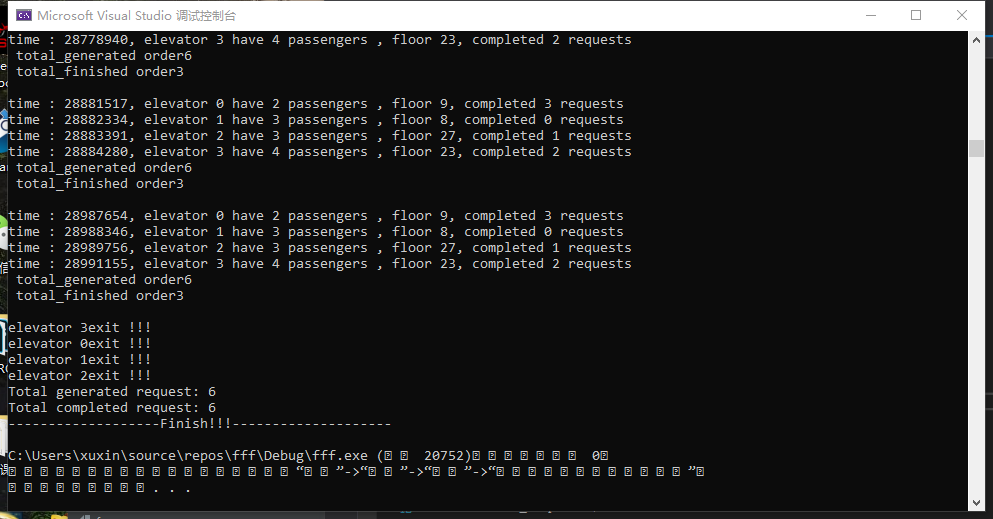 Microsoft Visual Studio 调试控制台
time : 28778940, elevator 3 have 4 passengers , floor 23, completed 2 requests
total_generated order6
total_finished order3
time : 28881517, elevator 0 have 2 passengers , floor 9, completed 3 requests
time : 28882334, elevator 1 have 3 passengers , floor 8, completed 0 requests
time : 28883391, elevator 2 have 3 passengers , floor 27, completed 1 requests
time : 28884280, elevator 3 have 4 passengers , floor 23, completed 2 requests
total_generated order6
total_finished order3
time : 28987654, elevator 0 have 2 passengers , floor 9, completed 3 requests
time : 28988346, elevator 1 have 3 passengers , floor 8, completed 0 requests
time : 28989756, elevator 2 have 3 passengers , floor 27, completed 1 requests
time : 28991155, elevator 3 have 4 passengers , floor 23, completed 2 requests
total_generated order6
total_finished order3
elevator 3exit !!!
elevator 0exit !!!
elevator 1exit !!!
elevator 2exit !!!
Total generated request: 6
Total completed request: 6
-------------------Finish!!!--------------------
C:\Users\xuxin\source\repos\fff\Debug\fff.exe ( 20752) 0
“ ”->“ ”->“ ”->“ ”
. . .